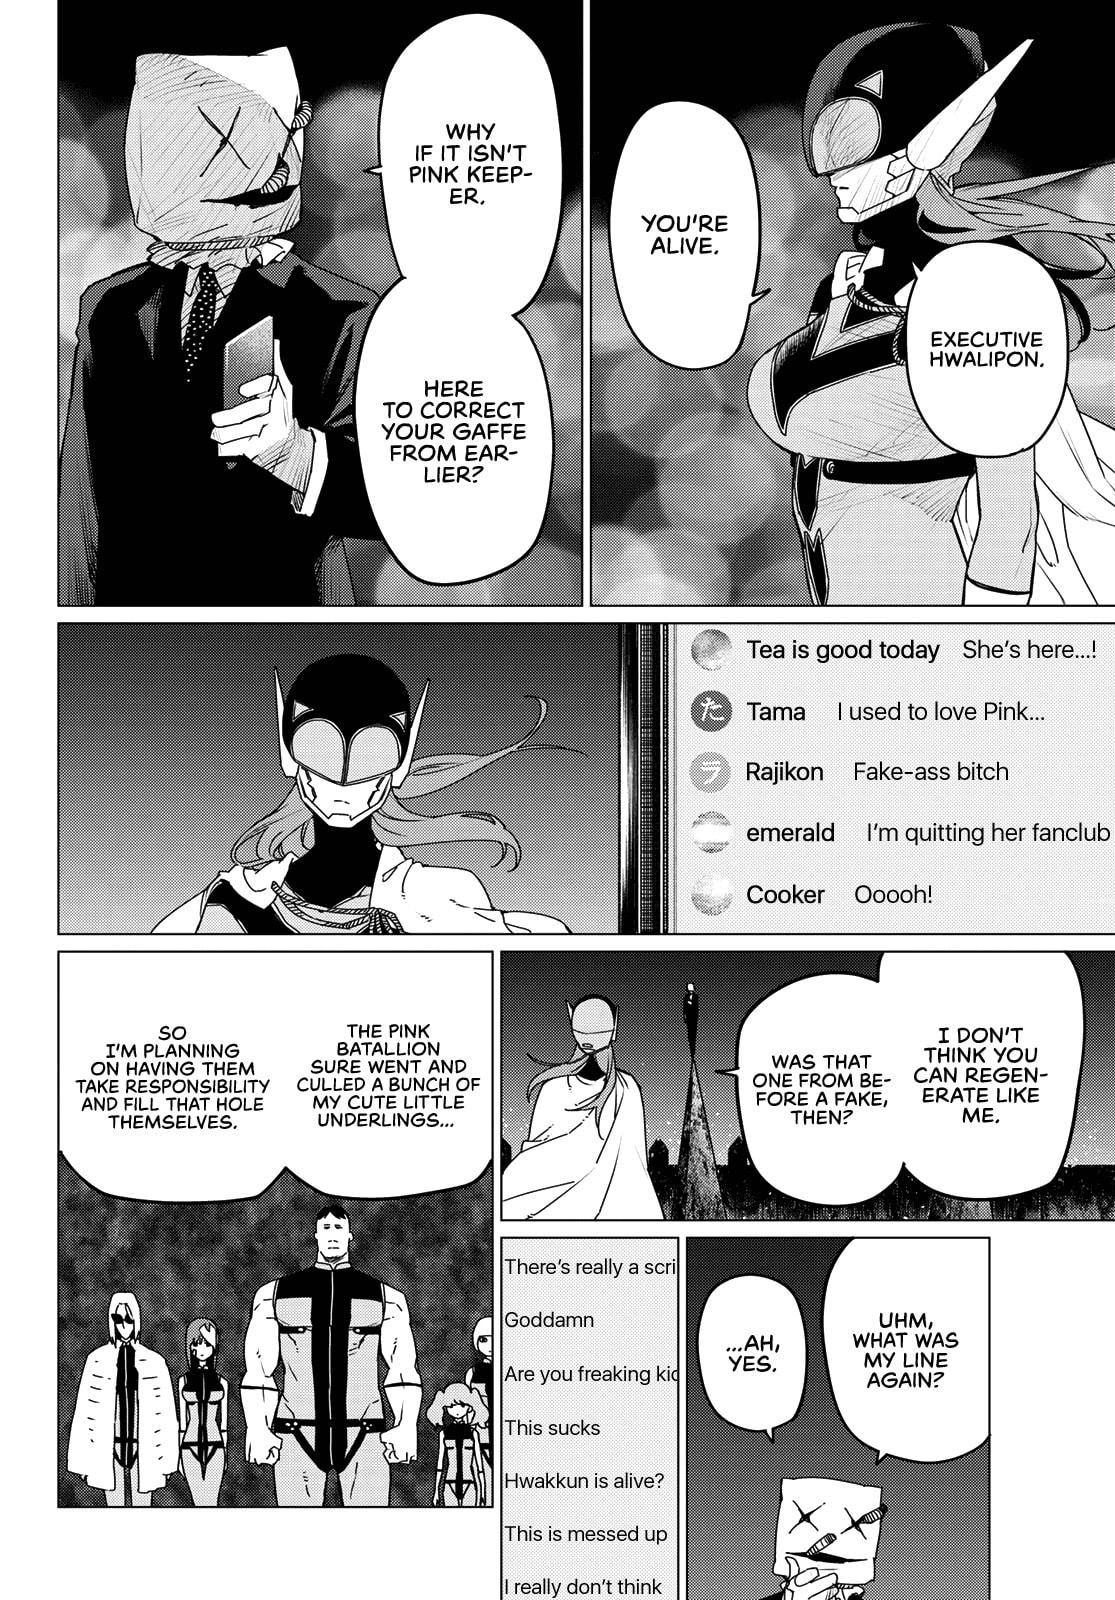 YOU'RE
ALIVE.
EXECUTIVE
HWALIPON.
WHY
IF IT ISN'T
PINK KEEP-
ER.
HERE
TO CORRECT
YOUR GAFFE
FROM EAR-
LIER?
Tea is good today She's here...!
た Tama I used to love Pink...
ラ Rajikon Fake-ass bitch
emerald I'm quitting her fanclub
Cooker Ooooh!
I DON'T
THINK YOU
CAN REGEN-
ERATE LIKE
ME.
WAS THAT
ONE FROM BE-
FORE A FAKE,
THEN?
THE PINK
BATALLION
SURE WENT AND
CULLED A BUNCH OF
MY CUTE LITTLE
UNDERLINGS...
SO
I'M PLANNING
ON HAVING THEM
TAKE RESPONSIBILITY
AND FILL THAT HOLE
THEMSELVES.
UHM,
WHAT WAS
MY LINE
AGAIN?
...AH,
YES.
There's really a scri
Goddamn
Are you freaking kid
This sucks
Hwakkun is alive?
This is messed up
I really don't think